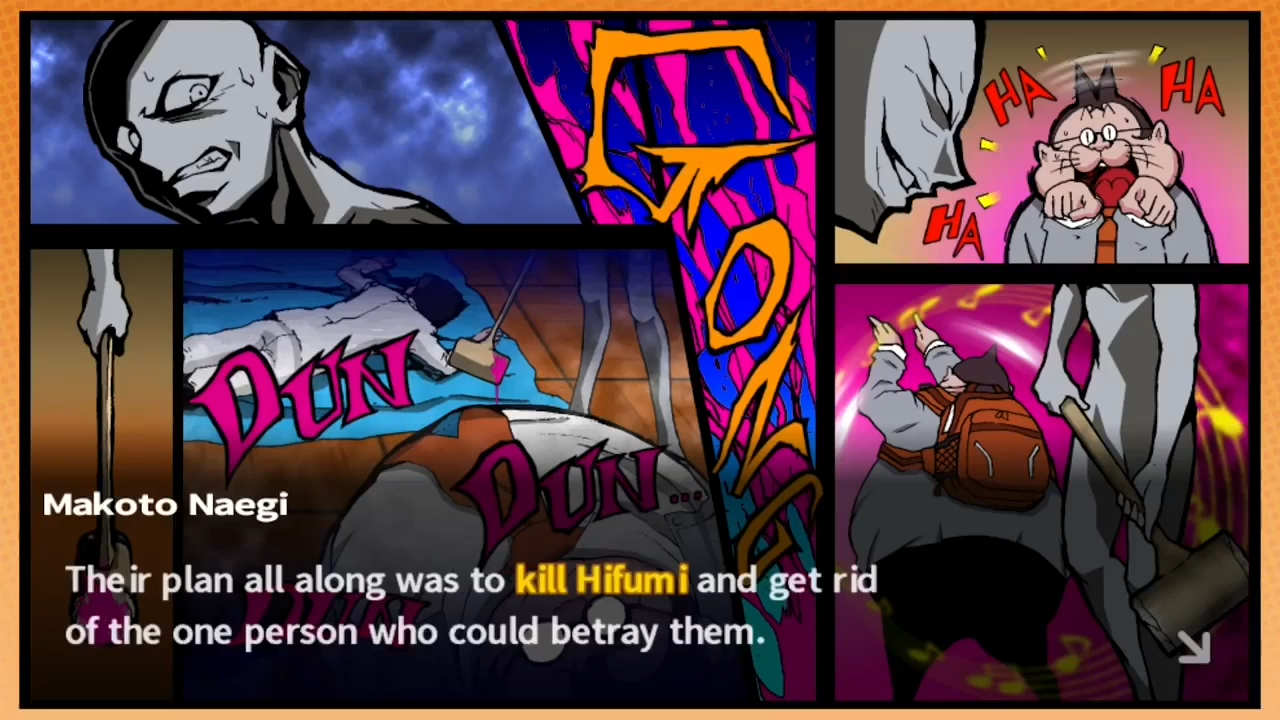 GONG
HA
HA
HA
DUN
DUN...
DUN
Makoto Naegi
Their plan all along was to kill Hifumi and get rid
of the one person who could betray them.